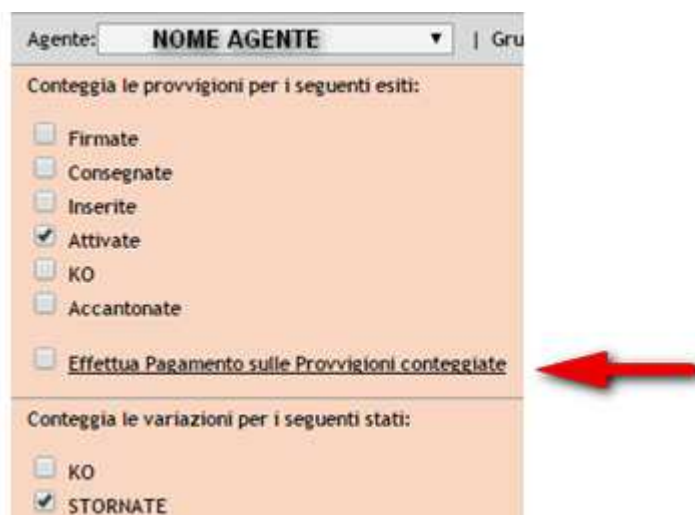 Agente: NOME AGENTE | Gru
Conteggia le provvigioni per i seguenti esiti:
Firmate
Consegnate
Inserite
Attivate
KO
Accantonate
Effettua Pagamento sulle Provvigioni conteggiate
Conteggia le variazioni per i seguenti stati:
KO
STORNATE